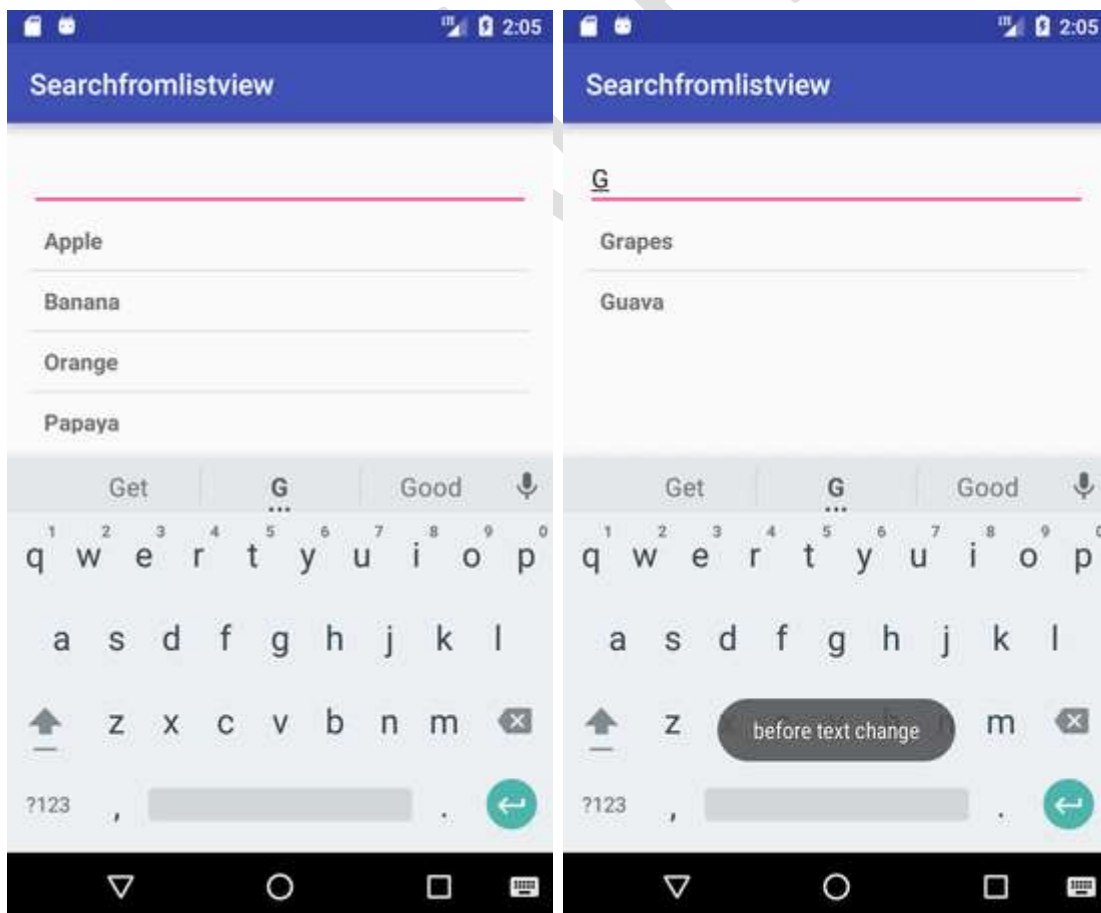 2:05
Searchfromlistview
Apple
Banana
Orange
Papaya
Get G Good
1 2 3 4 5 6 7 8 9 0
q w e r t y u i o p
a s d f g h j k l
z x c v b n m
?123 , .
2:05
Searchfromlistview
G
Grapes
Guava
Get G Good
1 2 3 4 5 6 7 8 9 0
q w e r t y u i o p
a s d f g h j k l
z m
before text change
?123 , .